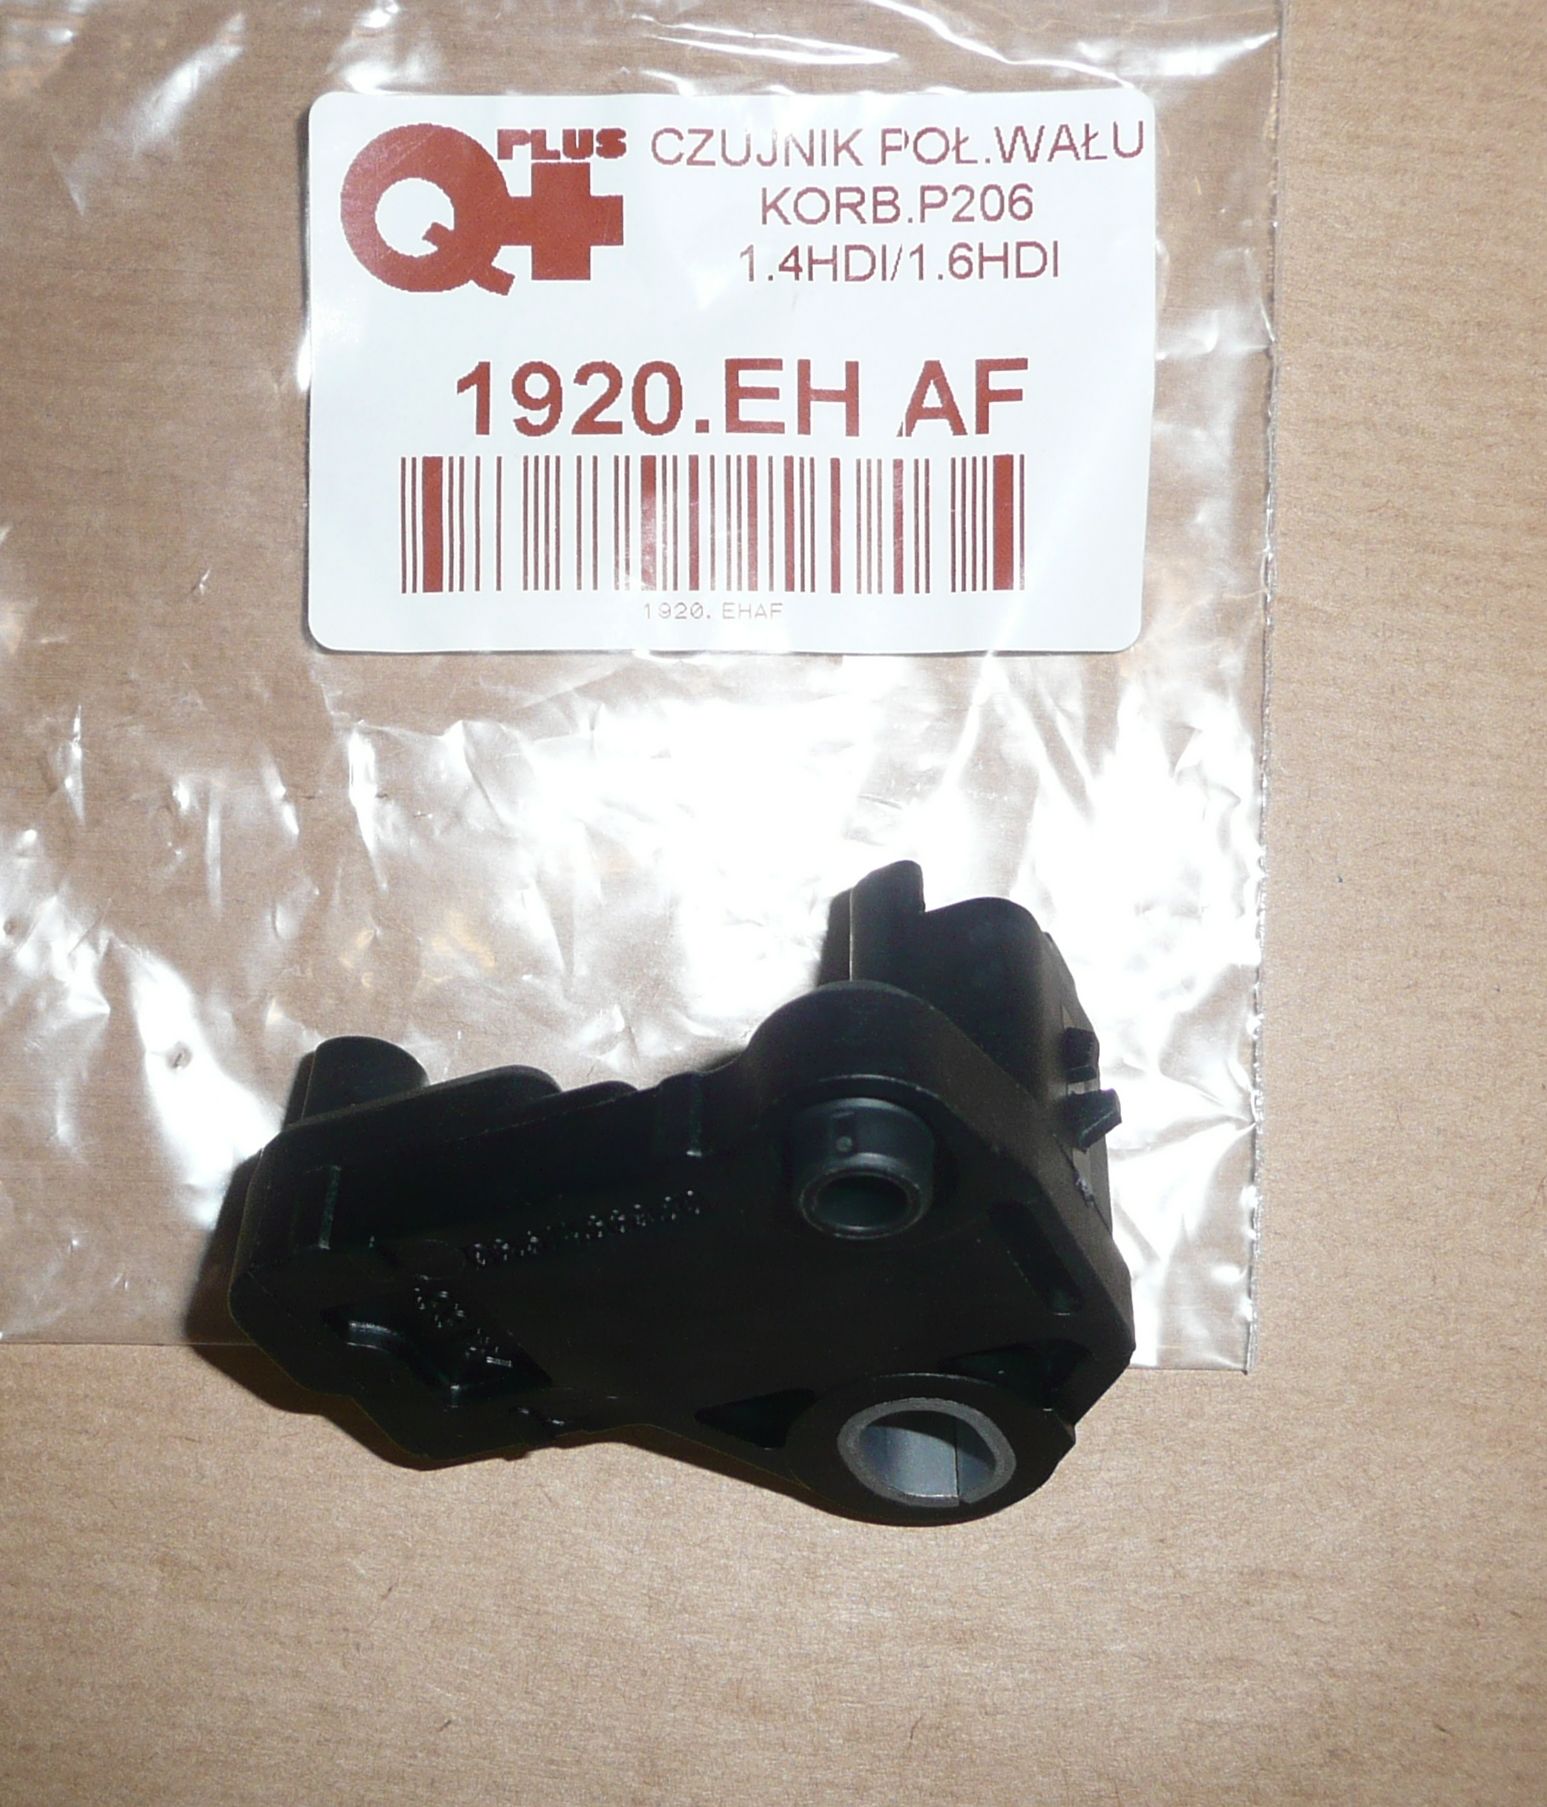 PLUS
Q+
CZUJNIK POŁ.WAŁU
KORB.P206
1.4HDI/1.6HDI
1920.EH AF
1920. EHAF